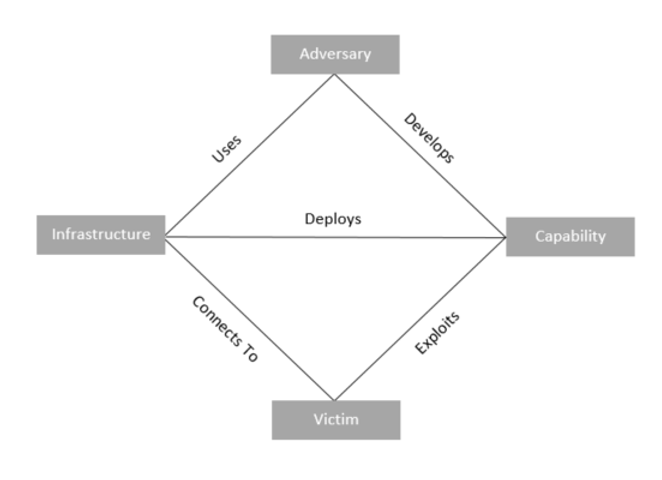 Adversary
Uses
Develops
Deploys
Infrastructure
Capability
Connects To
Exploits
Victim